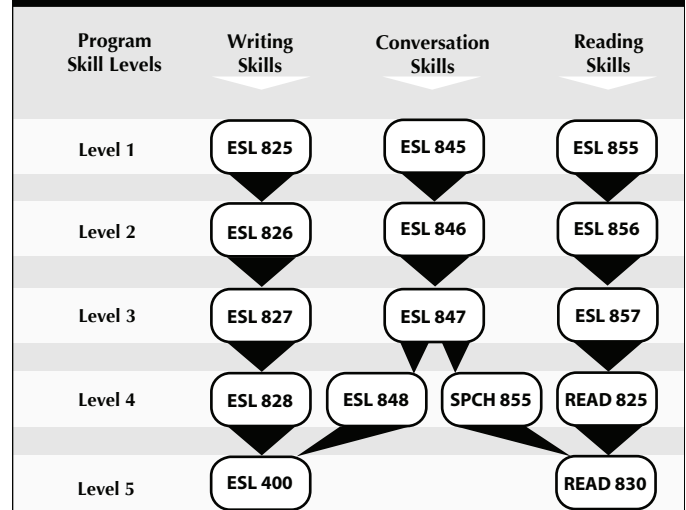 Program
Skill Levels
Writing
Skills
Conversation
Skills
Reading
Skills
Level 1
ESL 825
ESL 845
ESL 855
Level 2
ESL 826
ESL 846
ESL 856
Level 3
ESL 827
ESL 847
ESL 857
Level 4
ESL 828
ESL 848
SPCH 855
READ 825
Level 5
ESL 400
READ 830